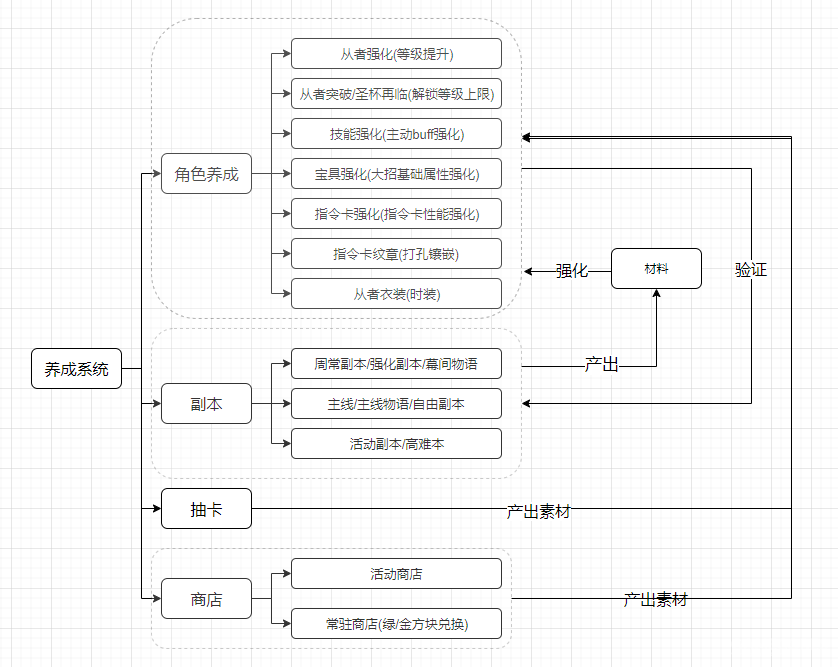 从者强化(等级提升)
从者突破/圣杯再临(解锁等级上限)
技能强化(主动buff强化)
角色养成
宝具强化(大招基础属性强化)
指令卡强化(指令卡性能强化)
指令卡纹章(打孔镶嵌)
从者衣装(时装)
强化
材料
验证
养成系统
周常副本/强化副本/幕间物语
产出
副本
主线/主线物语/自由副本
活动副本/高难本
抽卡
产出素材
活动商店
商店
产出素材
常驻商店(绿/金方块兑换)